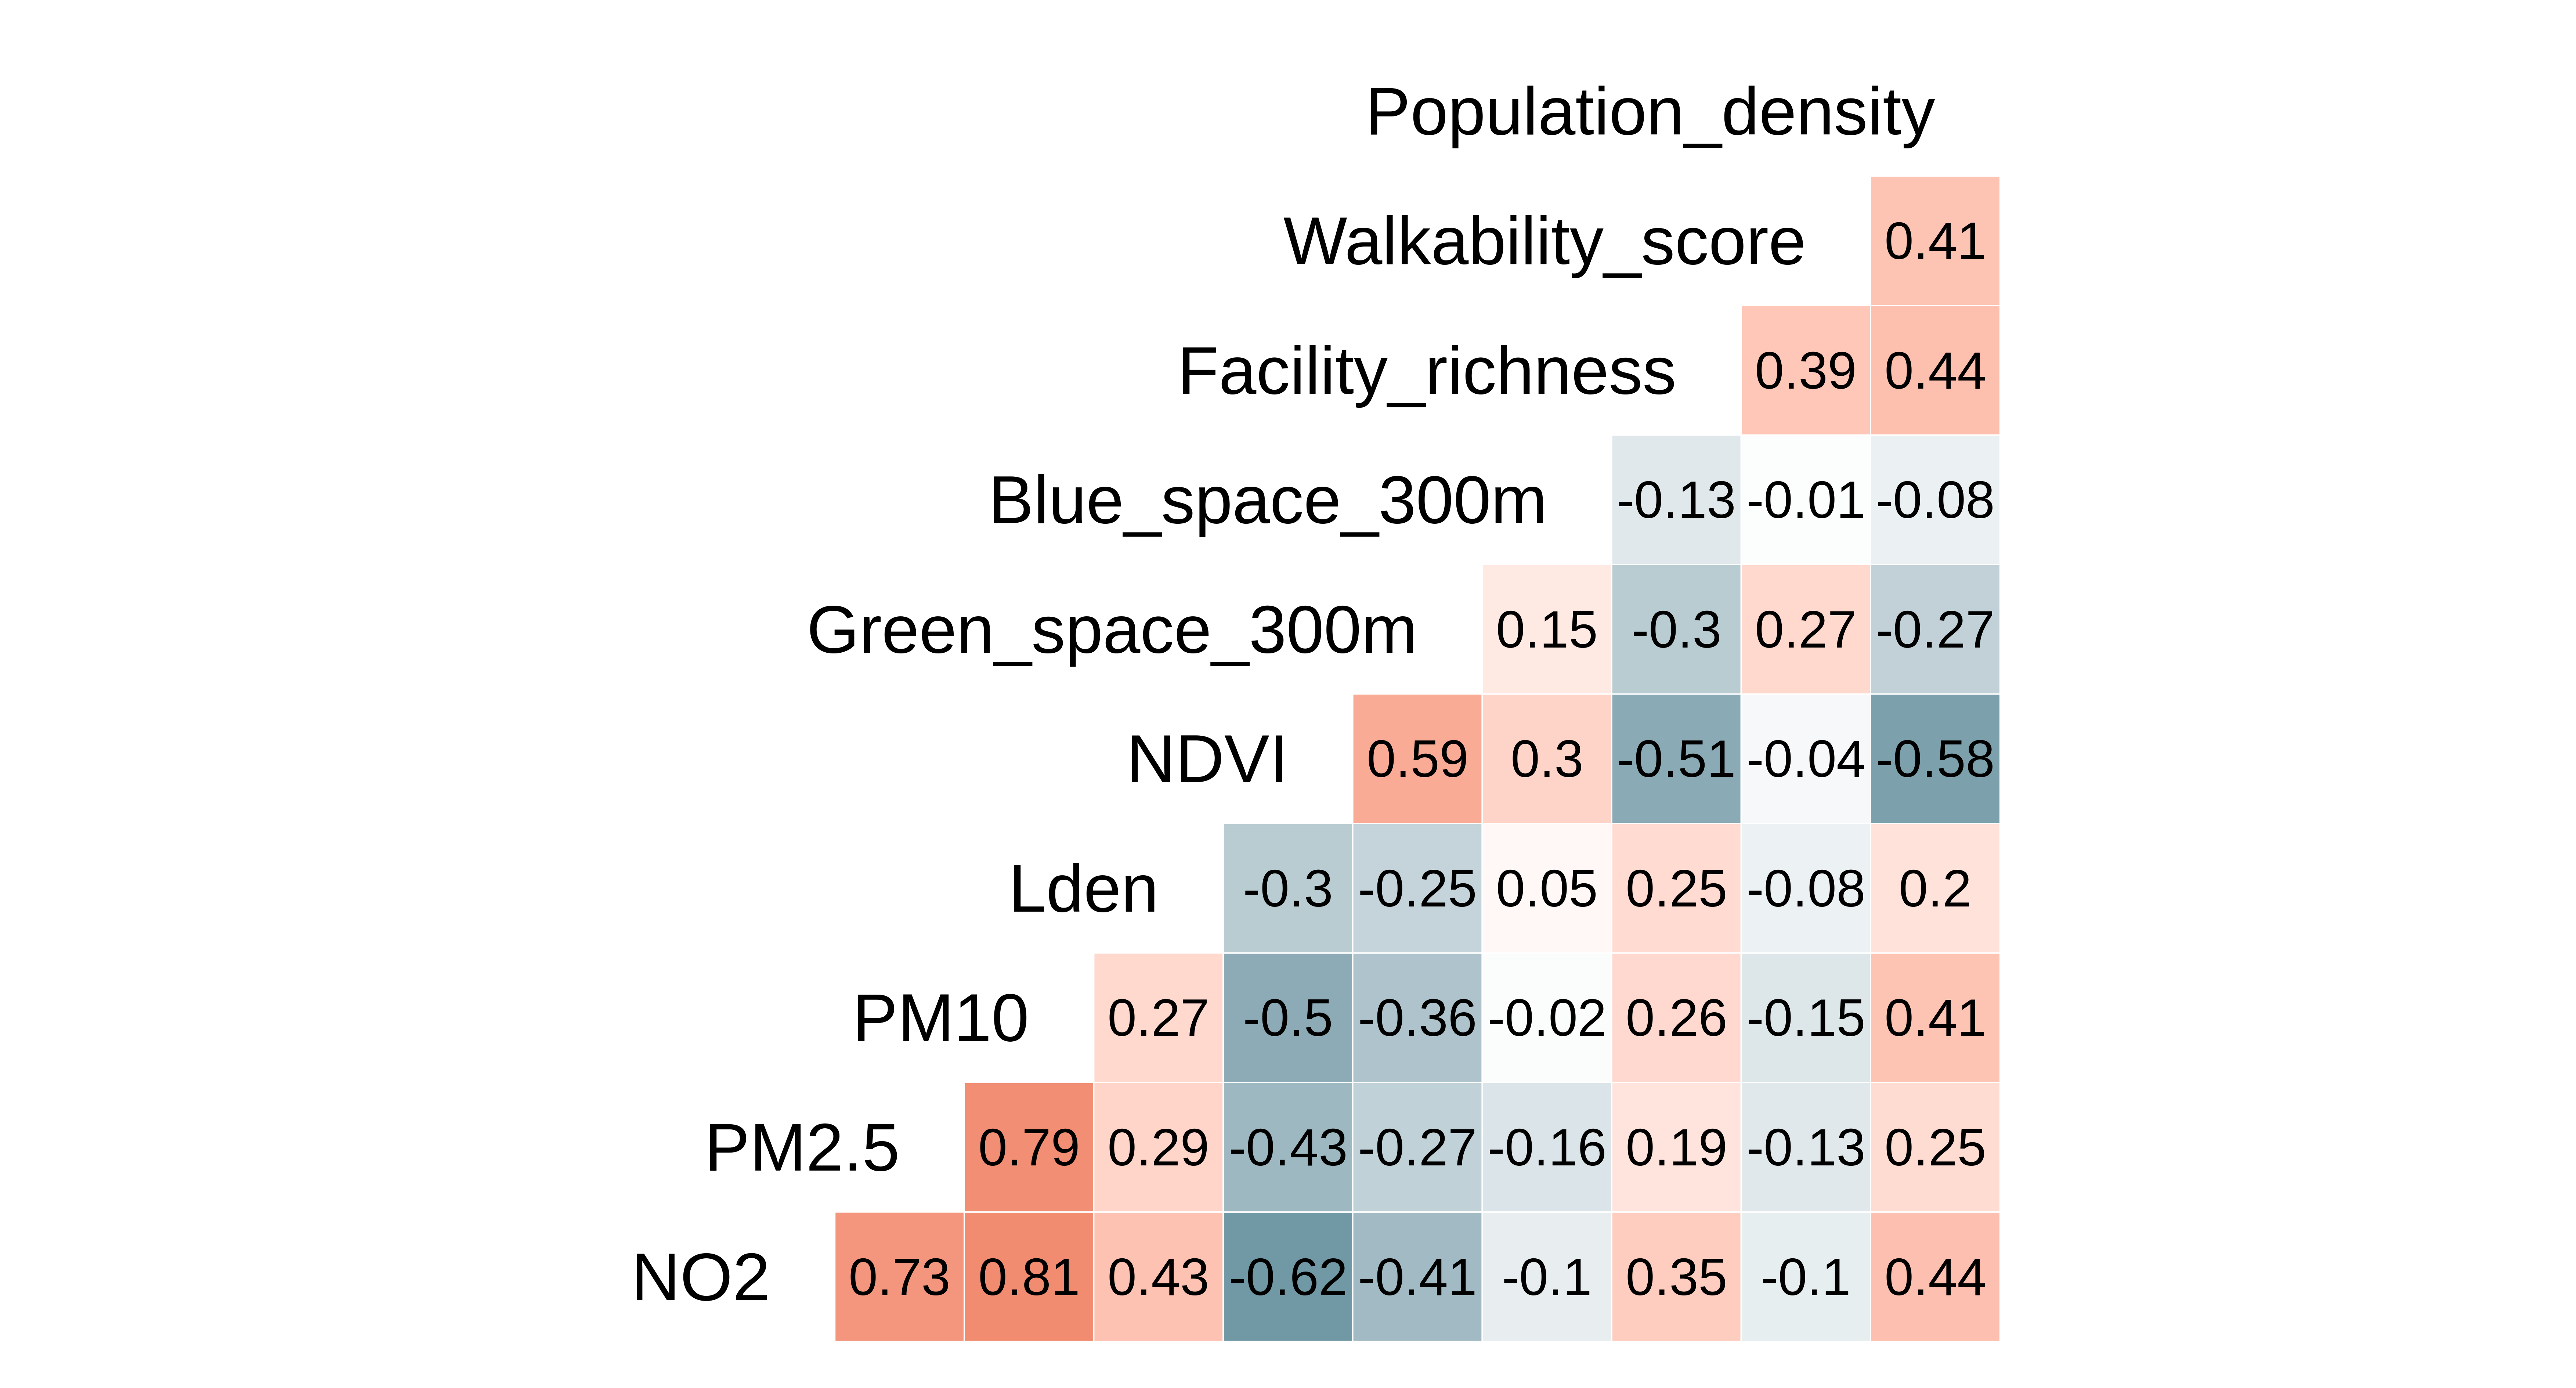 Population_density
Walkability_score 0.41
Facility_richness 0.39 0.44
Blue_space_300m -0.13 -0.01 -0.08
Green_space_300m 0.15 -0.3 0.27 -0.27
NDVI 0.59 0.3 -0.51 -0.04 -0.58
Lden -0.3 -0.25 0.05 0.25 -0.08 0.2
PM10 0.27 -0.5 -0.36 -0.02 0.26 -0.15 0.41
PM2.5 0.79 0.29 -0.43 -0.27 -0.16 0.19 -0.13 0.25
NO2 0.73 0.81 0.43 -0.62 -0.41 -0.1 0.35 -0.1 0.44